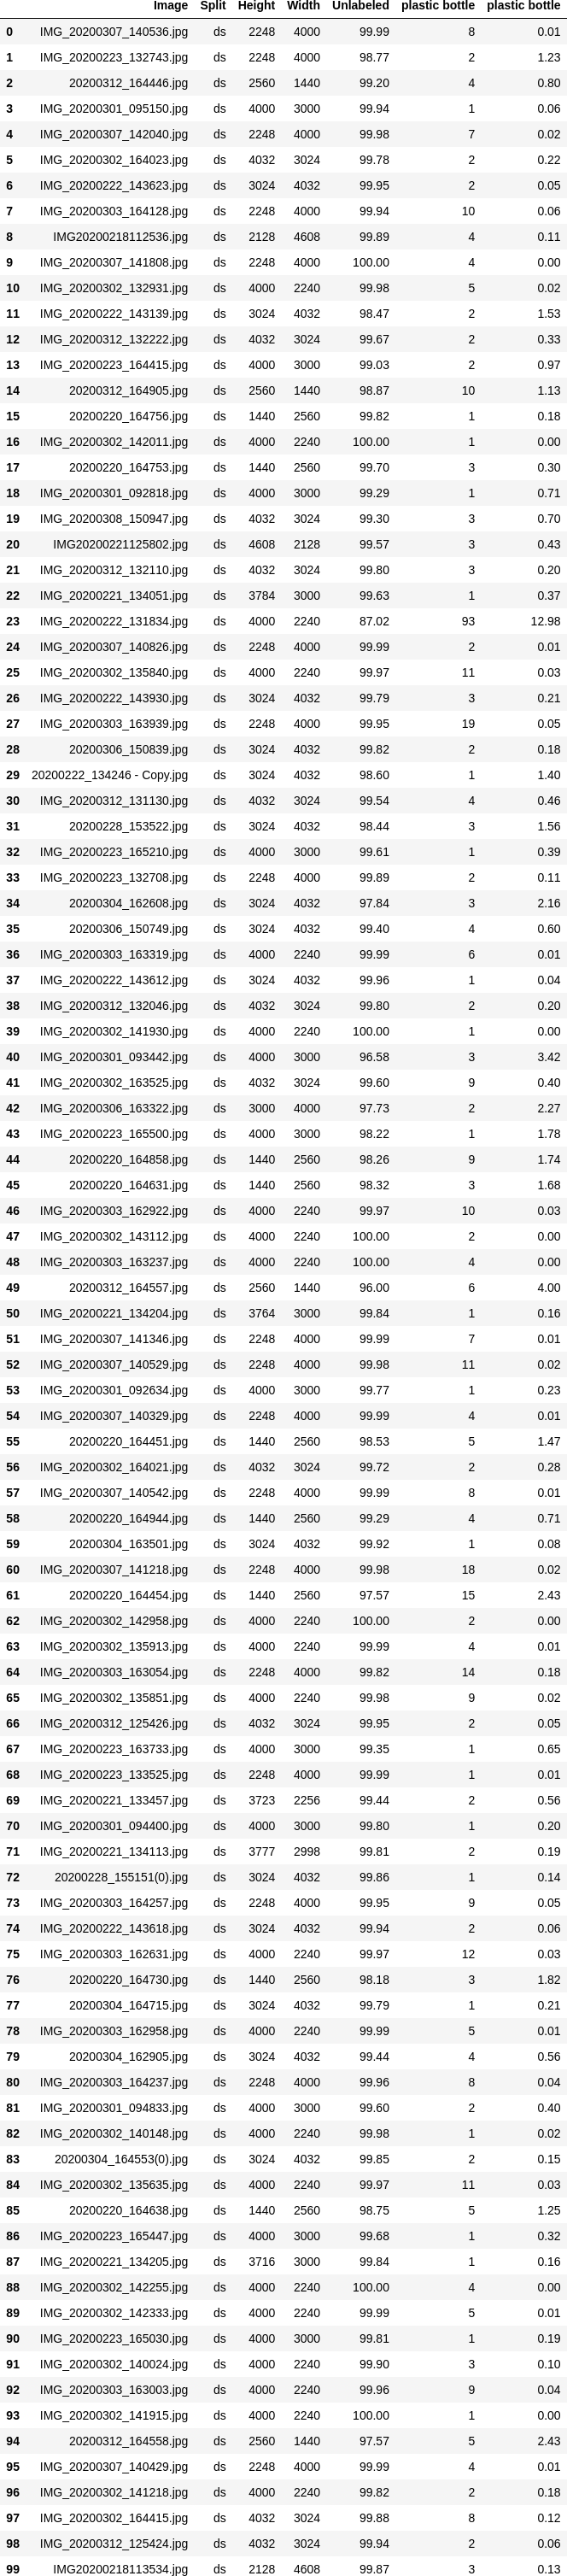 Image Split Height Width Unlabeled plastic bottle plastic bottle
0 IMG_20200307_140536.jpg ds 2248 4000 99.99 8 0.01
1 IMG_20200223_132743.jpg ds 2248 4000 98.77 2 1.23
2 20200312_164446.jpg ds 2560 1440 99.20 4 0.80
3 IMG_20200301_095150.jpg ds 4000 3000 99.94 1 0.06
4 IMG_20200307_142040.jpg ds 2248 4000 99.98 7 0.02
5 IMG_20200302_164023.jpg ds 4032 3024 99.78 2 0.22
6 IMG_20200222_143623.jpg ds 3024 4032 99.95 2 0.05
7 IMG_20200303_164128.jpg ds 2248 4000 99.94 10 0.06
8 IMG20200218112536.jpg ds 2128 4608 99.89 4 0.11
9 IMG_20200307_141808.jpg ds 2248 4000 100.00 4 0.00
10 IMG_20200302_132931.jpg ds 4000 2240 99.98 5 0.02
11 IMG_20200222_143139.jpg ds 3024 4032 98.47 2 1.53
12 IMG_20200312_132222.jpg ds 4032 3024 99.67 2 0.33
13 IMG_20200223_164415.jpg ds 4000 3000 99.03 2 0.97
14 20200312_164905.jpg ds 2560 1440 98.87 10 1.13
15 20200220_164756.jpg ds 1440 2560 99.82 1 0.18
16 IMG_20200302_142011.jpg ds 4000 2240 100.00 1 0.00
17 20200220_164753.jpg ds 1440 2560 99.70 3 0.30
18 IMG_20200301_092818.jpg ds 4000 3000 99.29 1 0.71
19 IMG_20200308_150947.jpg ds 4032 3024 99.30 3 0.70
20 IMG20200221125802.jpg ds 4608 2128 99.57 3 0.43
21 IMG_20200312_132110.jpg ds 4032 3024 99.80 3 0.20
22 IMG_20200221_134051.jpg ds 3784 3000 99.63 1 0.37
23 IMG_20200222_131834.jpg ds 4000 2240 87.02 93 12.98
24 IMG_20200307_140826.jpg ds 2248 4000 99.99 2 0.01
25 IMG_20200302_135840.jpg ds 4000 2240 99.97 11 0.03
26 IMG_20200222_143930.jpg ds 3024 4032 99.79 3 0.21
27 IMG_20200303_163939.jpg ds 2248 4000 99.95 19 0.05
28 20200306_150839.jpg ds 3024 4032 99.82 2 0.18
29 20200222_134246 - Copy.jpg ds 3024 4032 98.60 1 1.40
30 IMG_20200312_131130.jpg ds 4032 3024 99.54 4 0.46
31 20200228_153522.jpg ds 3024 4032 98.44 3 1.56
32 IMG_20200223_165210.jpg ds 4000 3000 99.61 1 0.39
33 IMG_20200223_132708.jpg ds 2248 4000 99.89 2 0.11
34 20200304_162608.jpg ds 3024 4032 97.84 3 2.16
35 20200306_150749.jpg ds 3024 4032 99.40 4 0.60
36 IMG_20200303_163319.jpg ds 4000 2240 99.99 6 0.01
37 IMG_20200222_143612.jpg ds 3024 4032 99.96 1 0.04
38 IMG_20200312_132046.jpg ds 4032 3024 99.80 2 0.20
39 IMG_20200302_141930.jpg ds 4000 2240 100.00 1 0.00
40 IMG_20200301_093442.jpg ds 4000 3000 96.58 3 3.42
41 IMG_20200302_163525.jpg ds 4032 3024 99.60 9 0.40
42 IMG_20200306_163322.jpg ds 3000 4000 97.73 2 2.27
43 IMG_20200223_165500.jpg ds 4000 3000 98.22 1 1.78
44 20200220_164858.jpg ds 1440 2560 98.26 9 1.74
45 20200220_164631.jpg ds 1440 2560 98.32 3 1.68
46 IMG_20200303_162922.jpg ds 4000 2240 99.97 10 0.03
47 IMG_20200302_143112.jpg ds 4000 2240 100.00 2 0.00
48 IMG_20200303_163237.jpg ds 4000 2240 100.00 4 0.00
49 20200312_164557.jpg ds 2560 1440 96.00 6 4.00
50 IMG_20200221_134204.jpg ds 3764 3000 99.84 1 0.16
51 IMG_20200307_141346.jpg ds 2248 4000 99.99 7 0.01
52 IMG_20200307_140529.jpg ds 2248 4000 99.98 11 0.02
53 IMG_20200301_092634.jpg ds 4000 3000 99.77 1 0.23
54 IMG_20200307_140329.jpg ds 2248 4000 99.99 4 0.01
55 20200220_164451.jpg ds 1440 2560 98.53 5 1.47
56 IMG_20200302_164021.jpg ds 4032 3024 99.72 2 0.28
57 IMG_20200307_140542.jpg ds 2248 4000 99.99 8 0.01
58 20200220_164944.jpg ds 1440 2560 99.29 4 0.71
59 20200304_163501.jpg ds 3024 4032 99.92 1 0.08
60 IMG_20200307_141218.jpg ds 2248 4000 99.98 18 0.02
61 20200220_164454.jpg ds 1440 2560 97.57 15 2.43
62 IMG_20200302_142958.jpg ds 4000 2240 100.00 2 0.00
63 IMG_20200302_135913.jpg ds 4000 2240 99.99 4 0.01
64 IMG_20200303_163054.jpg ds 2248 4000 99.82 14 0.18
65 IMG_20200302_135851.jpg ds 4000 2240 99.98 9 0.02
66 IMG_20200312_125426.jpg ds 4032 3024 99.95 2 0.05
67 IMG_20200223_163733.jpg ds 4000 3000 99.35 1 0.65
68 IMG_20200223_133525.jpg ds 2248 4000 99.99 1 0.01
69 IMG_20200221_133457.jpg ds 3723 2256 99.44 2 0.56
70 IMG_20200301_094400.jpg ds 4000 3000 99.80 1 0.20
71 IMG_20200221_134113.jpg ds 3777 2998 99.81 2 0.19
72 20200228_155151(0).jpg ds 3024 4032 99.86 1 0.14
73 IMG_20200303_164257.jpg ds 2248 4000 99.95 9 0.05
74 IMG_20200222_143618.jpg ds 3024 4032 99.94 2 0.06
75 IMG_20200303_162631.jpg ds 4000 2240 99.97 12 0.03
76 20200220_164730.jpg ds 1440 2560 98.18 3 1.82
77 20200304_164715.jpg ds 3024 4032 99.79 1 0.21
78 IMG_20200303_162958.jpg ds 4000 2240 99.99 5 0.01
79 20200304_162905.jpg ds 3024 4032 99.44 4 0.56
80 IMG_20200303_164237.jpg ds 2248 4000 99.96 8 0.04
81 IMG_20200301_094833.jpg ds 4000 3000 99.60 2 0.40
82 IMG_20200302_140148.jpg ds 4000 2240 99.98 1 0.02
83 20200304_164553(0).jpg ds 3024 4032 99.85 2 0.15
84 IMG_20200302_135635.jpg ds 4000 2240 99.97 11 0.03
85 20200220_164638.jpg ds 1440 2560 98.75 5 1.25
86 IMG_20200223_165447.jpg ds 4000 3000 99.68 1 0.32
87 IMG_20200221_134205.jpg ds 3716 3000 99.84 1 0.16
88 IMG_20200302_142255.jpg ds 4000 2240 100.00 4 0.00
89 IMG_20200302_142333.jpg ds 4000 2240 99.99 5 0.01
90 IMG_20200223_165030.jpg ds 4000 3000 99.81 1 0.19
91 IMG_20200302_140024.jpg ds 4000 2240 99.90 3 0.10
92 IMG_20200303_163003.jpg ds 4000 2240 99.96 9 0.04
93 IMG_20200302_141915.jpg ds 4000 2240 100.00 1 0.00
94 20200312_164558.jpg ds 2560 1440 97.57 5 2.43
95 IMG_20200307_140429.jpg ds 2248 4000 99.99 4 0.01
96 IMG_20200302_141218.jpg ds 4000 2240 99.82 2 0.18
97 IMG_20200302_164415.jpg ds 4032 3024 99.88 8 0.12
98 IMG_20200312_125424.jpg ds 4032 3024 99.94 2 0.06
99 IMG20200218113534.jpg ds 2128 4608 99.87 3 0.13